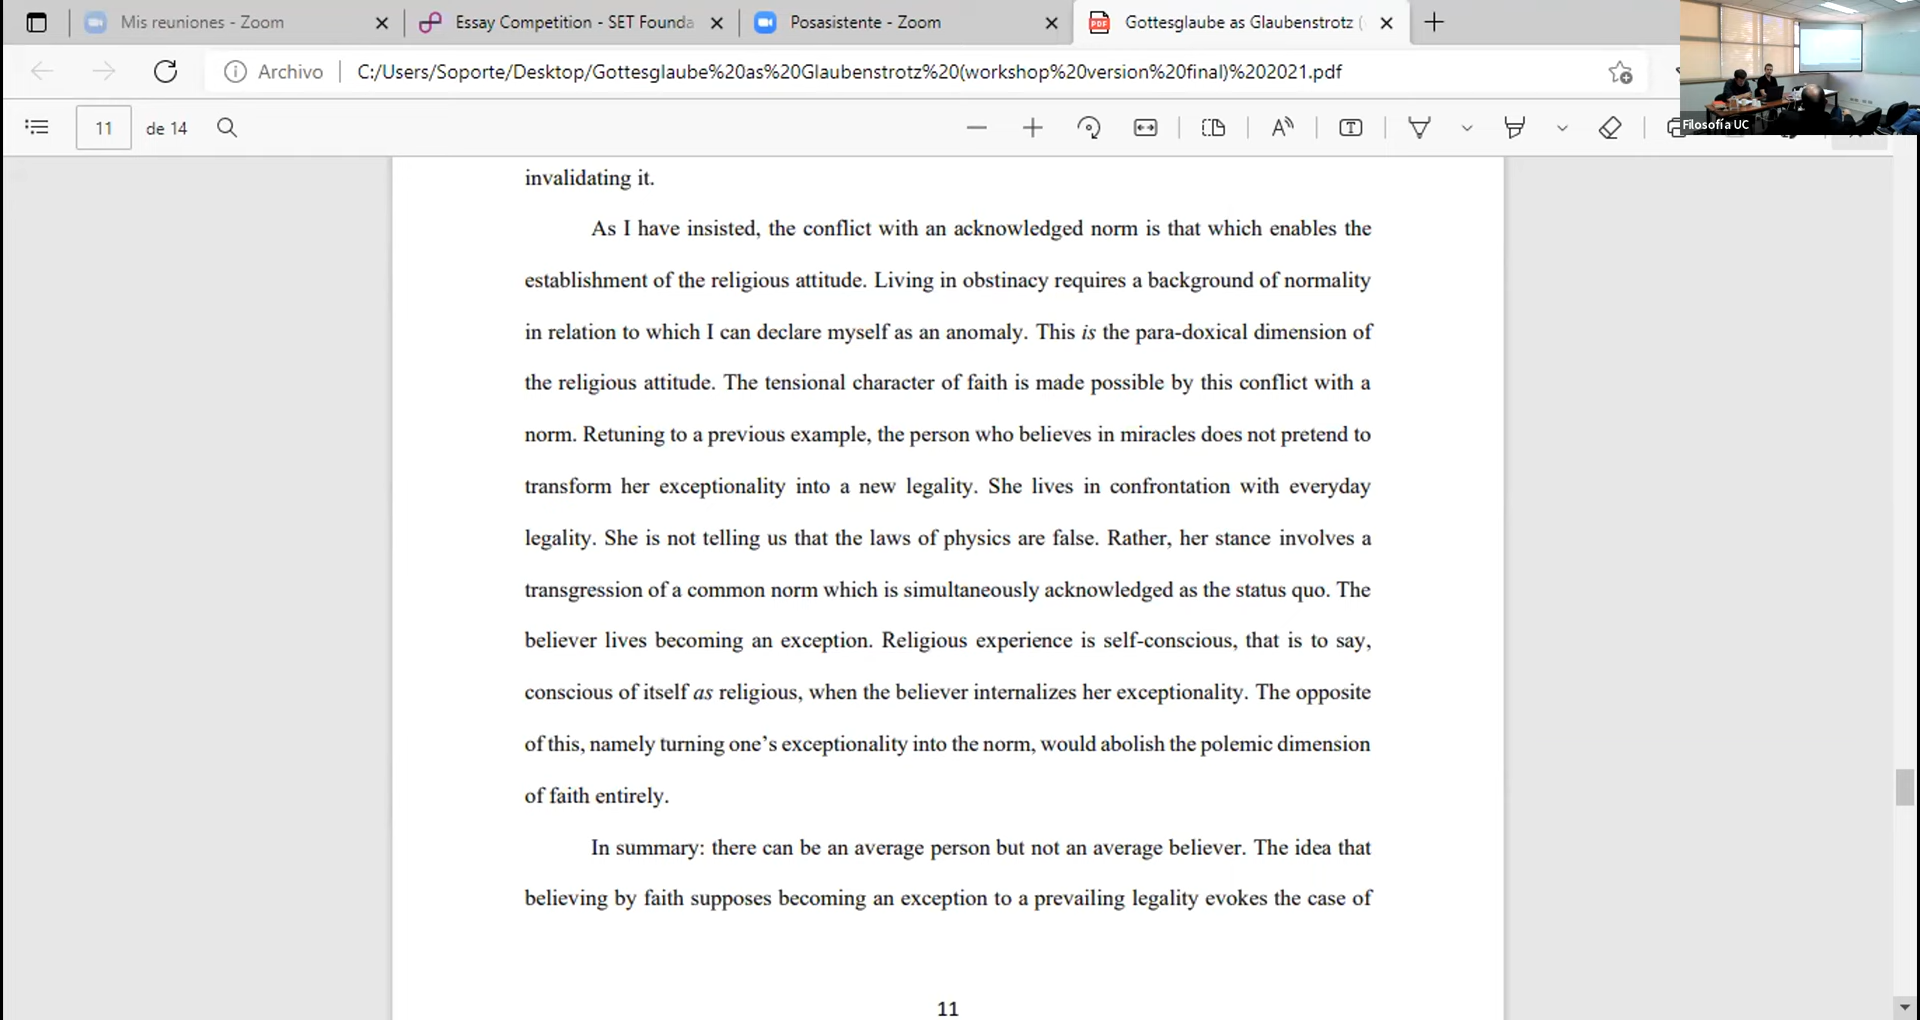 Mis reuniones - Zoom
Essay Competition - SET Founda
Posasistente - Zoom
Gottesglaube as Glaubenstrotz (
Archivo
C:/Users/Soporte/Desktop/Gottesglaube%20as%20Glaubenstrotz%20(workshop%20version%20final)%202021.pdf
11 de 14
Filosofía UC
invalidating it.
As I have insisted, the conflict with an acknowledged norm is that which enables the
establishment of the religious attitude. Living in obstinacy requires a background of normality
in relation to which I can declare myself as an anomaly. This is the para-doxical dimension of
the religious attitude. The tensional character of faith is made possible by this conflict with a
norm. Retuning to a previous example, the person who believes in miracles does not pretend to
transform her exceptionality into a new legality. She lives in confrontation with everyday
legality. She is not telling us that the laws of physics are false. Rather, her stance involves a
transgression of a common norm which is simultaneously acknowledged as the status quo. The
believer lives becoming an exception. Religious experience is self-conscious, that is to say,
conscious of itself as religious, when the believer internalizes her exceptionality. The opposite
of this, namely turning one’s exceptionality into the norm, would abolish the polemic dimension
of faith entirely.
In summary: there can be an average person but not an average believer. The idea that
believing by faith supposes becoming an exception to a prevailing legality evokes the case of
11